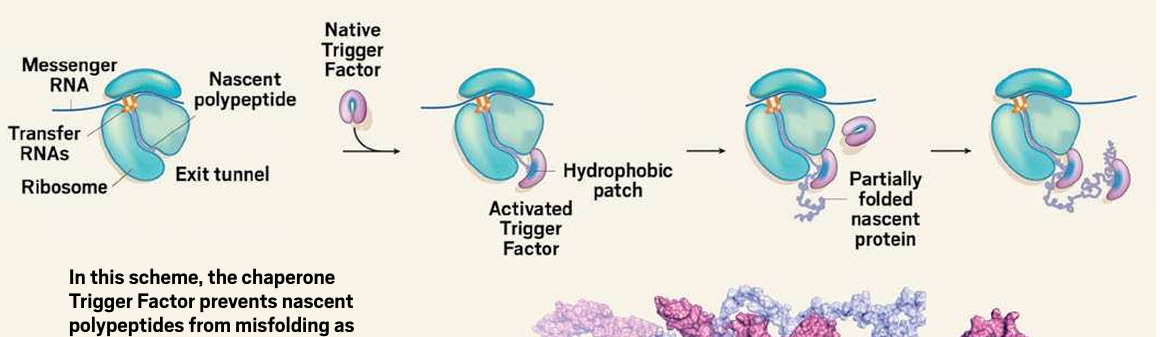 Native
Trigger
Factor
Messenger
RNA
Nascent
polypeptide
Transfer
RNAs
Ribosome
Exit tunnel
Hydrophobic
patch
Activated
Trigger
Factor
Partially
folded
nascent
protein
In this scheme, the chaperone
Trigger Factor prevents nascent
polypeptides from misfolding as